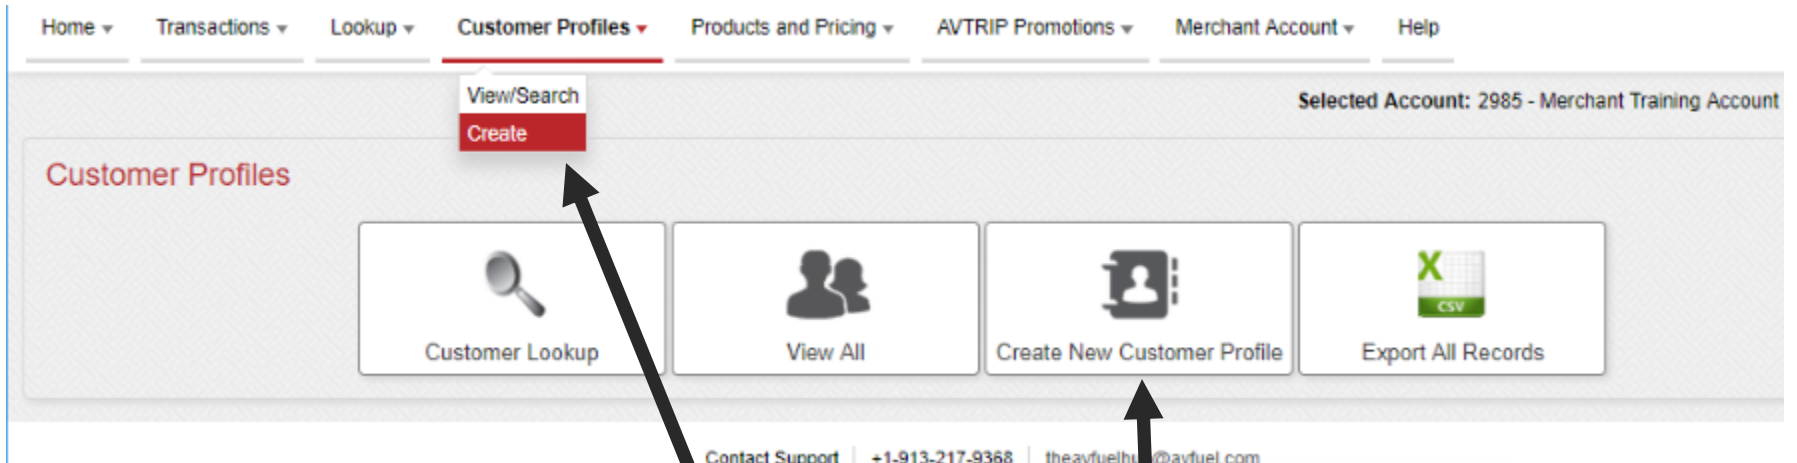 Home Transactions Lookup Customer Profiles Products and Pricing AVTRIP Promotions Merchant Account Help
View/Search
Selected Account: 2985 - Merchant Training Account
Create
Customer Profiles
X
CSV
Customer Lookup View All Create New Customer Profile Export All Records
Contact Support +1-913-217-9368